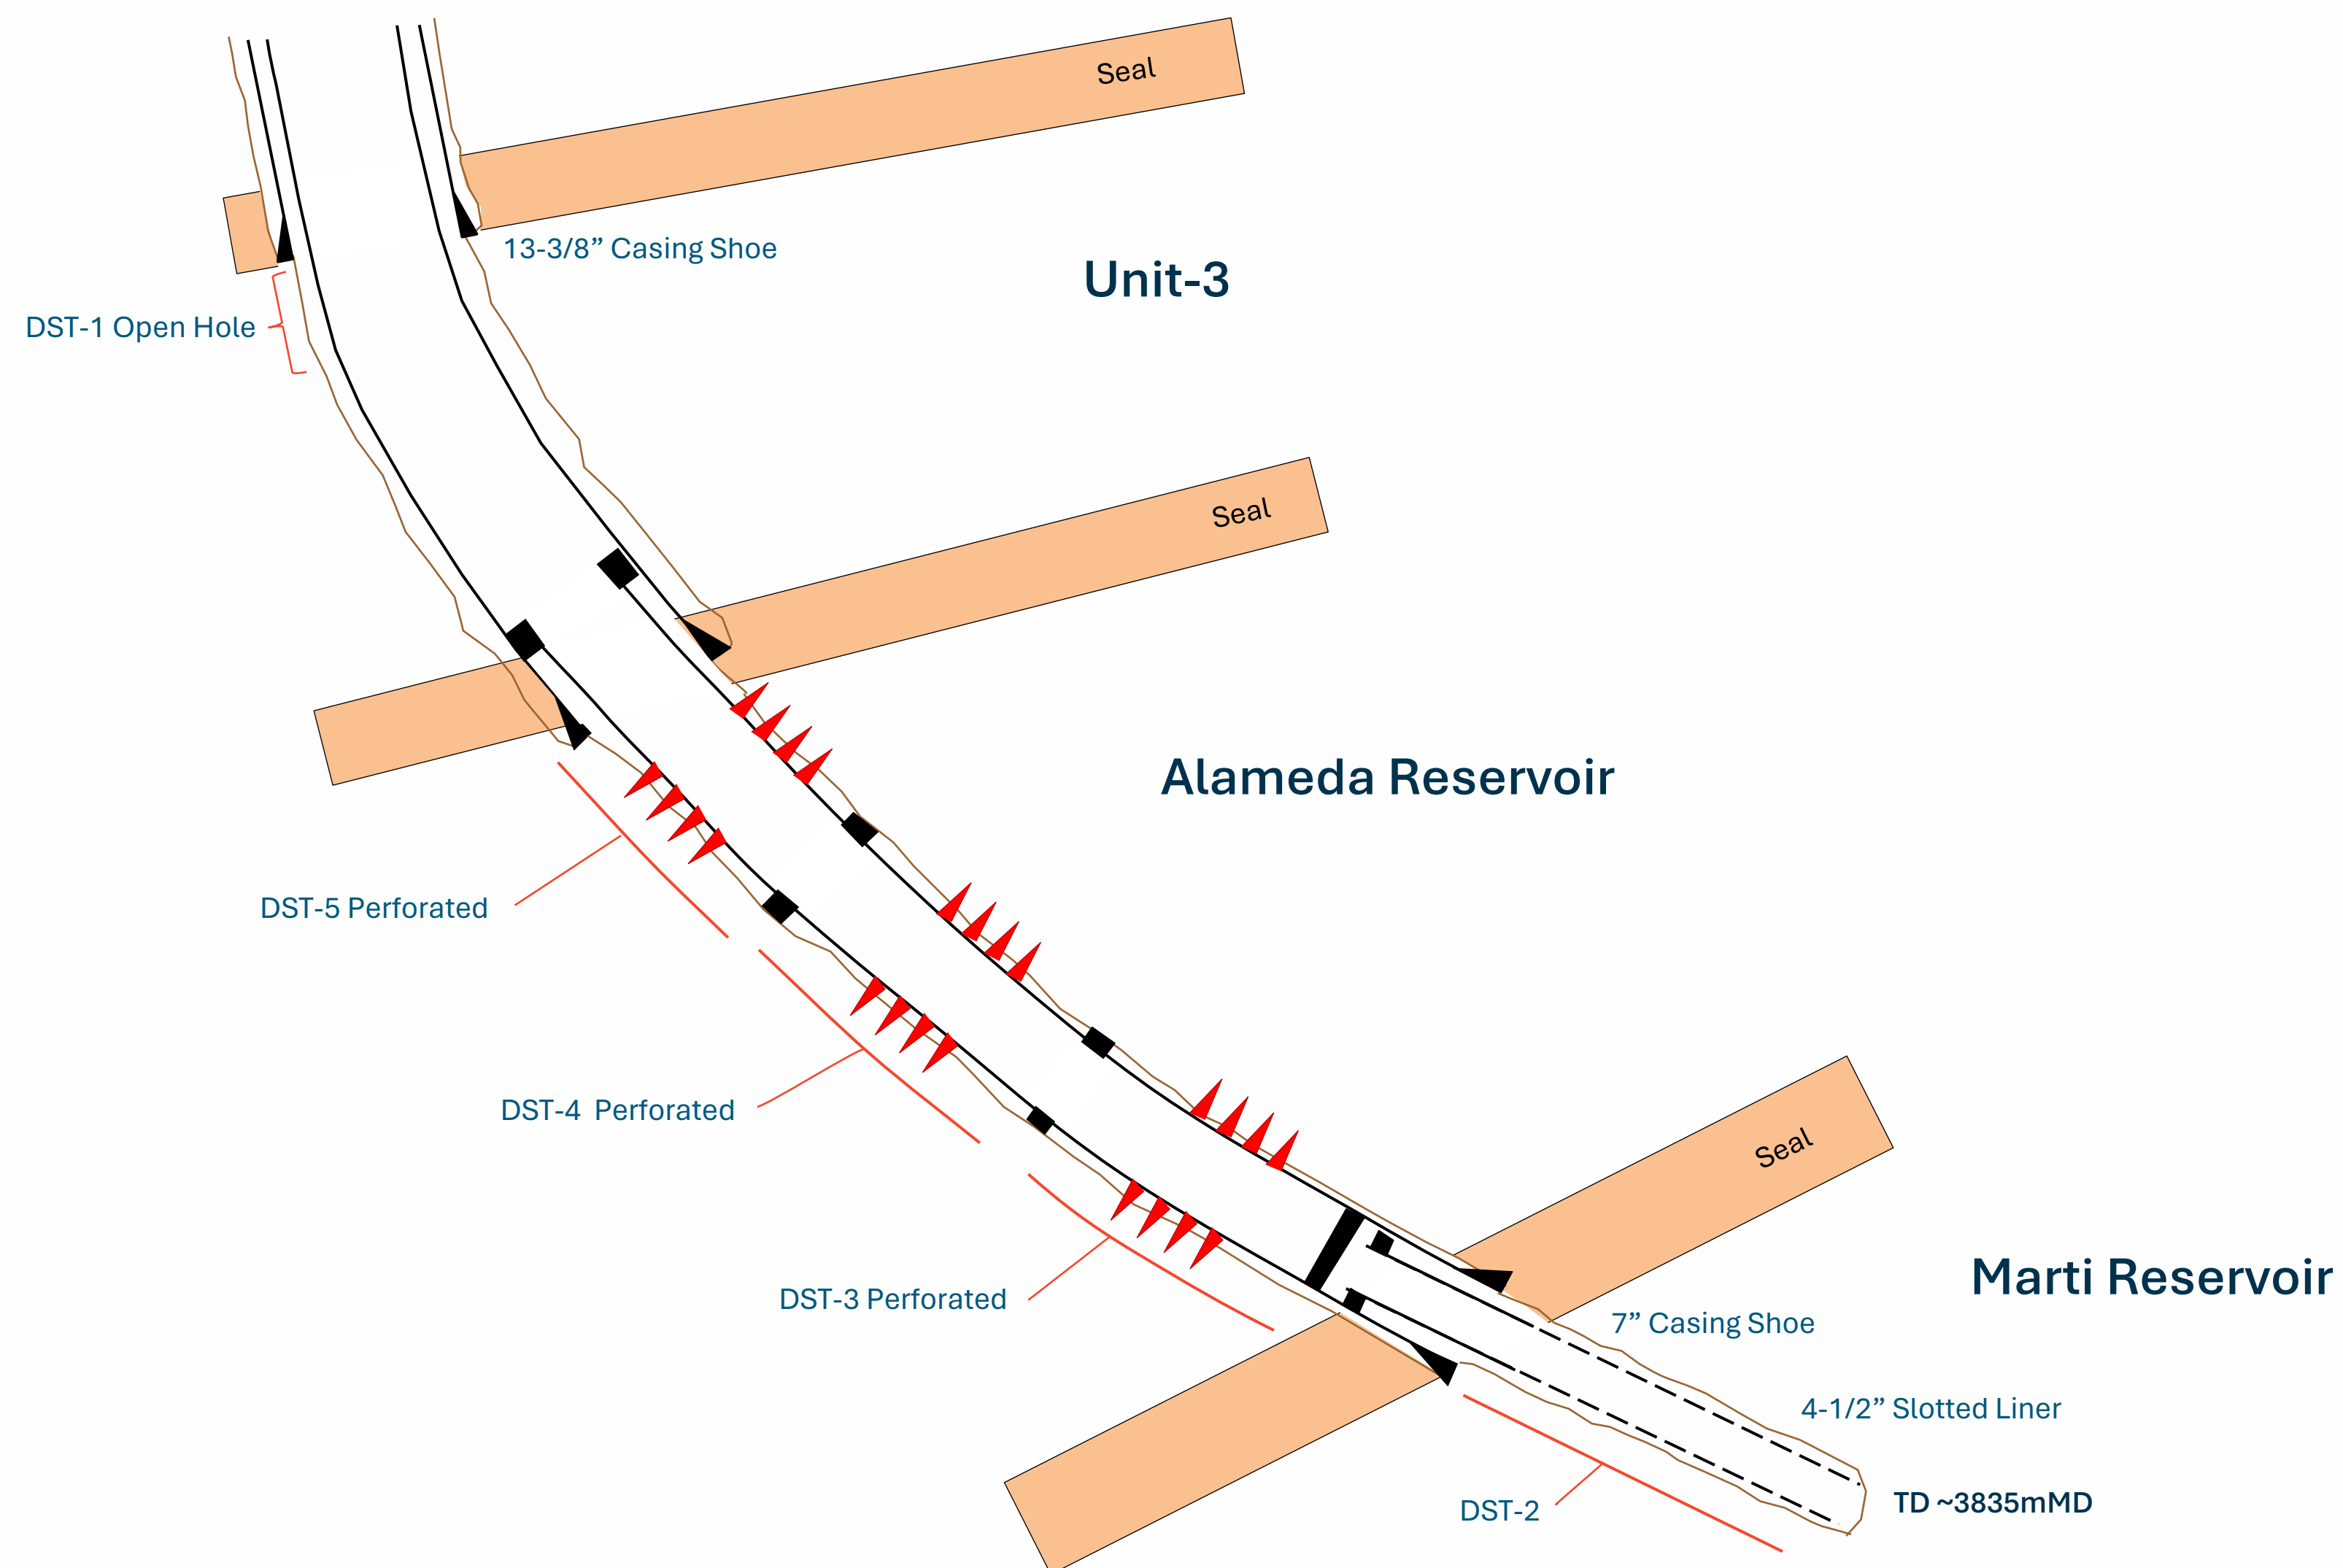 Seal
13-3/8” Casing Shoe
Unit-3
DST-1 Open Hole
Seal
Alameda Reservoir
DST-5 Perforated
DST-4  Perforated
Seal
Marti Reservoir
DST-3 Perforated
7” Casing Shoe
4-1/2” Slotted Liner
TD ~3835mMD
DST-2